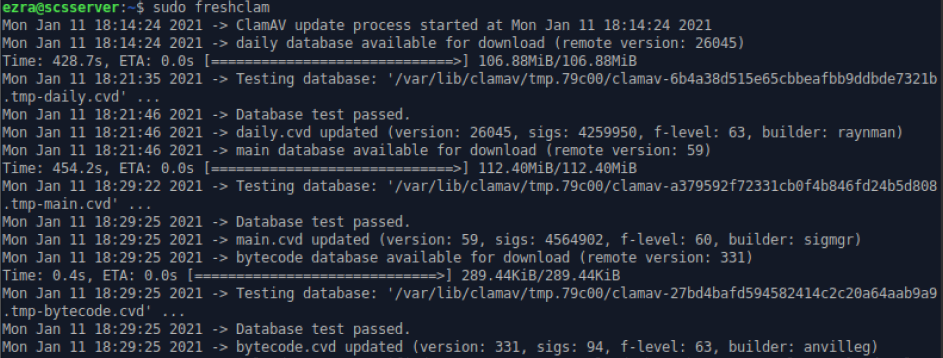 ezra@scsserver:~$ sudo freshclam
Mon Jan 11 18:14:24 2021 -> ClamAV update process started at Mon Jan 11 18:14:24 2021
Mon Jan 11 18:14:24 2021 -> daily database available for download (remote version: 26045)
Time: 428.7s, ETA: 0.0s [=============================>] 106.88MiB/106.88MiB
Mon Jan 11 18:21:35 2021 -> Testing database: '/var/lib/clamav/tmp.79c00/clamav-6b4a38d515e65cbbeafbb9ddbde7321b
.tmp-daily.cvd' ...
Mon Jan 11 18:21:46 2021 -> Database test passed.
Mon Jan 11 18:21:46 2021 -> daily.cvd updated (version: 26045, sigs: 4259950, f-level: 63, builder: raynman)
Mon Jan 11 18:21:46 2021 -> main database available for download (remote version: 59)
Time: 454.2s, ETA: 0.0s [=============================>] 112.40MiB/112.40MiB
Mon Jan 11 18:29:22 2021 -> Testing database: '/var/lib/clamav/tmp.79c00/clamav-a379592f72331cb0f4b846fd24b5d808
.tmp-main.cvd' ...
Mon Jan 11 18:29:25 2021 -> Database test passed.
Mon Jan 11 18:29:25 2021 -> main.cvd updated (version: 59, sigs: 4564902, f-level: 60, builder: sigmgr)
Mon Jan 11 18:29:25 2021 -> bytecode database available for download (remote version: 331)
Time: 0.4s, ETA: 0.0s [=============================>] 289.44KiB/289.44KiB
Mon Jan 11 18:29:25 2021 -> Testing database: '/var/lib/clamav/tmp.79c00/clamav-27bd4bafd594582414c2c20a64aab9a9
.tmp-bytecode.cvd' ...
Mon Jan 11 18:29:25 2021 -> Database test passed.
Mon Jan 11 18:29:25 2021 -> bytecode.cvd updated (version: 331, sigs: 94, f-level: 63, builder: anvilleg)